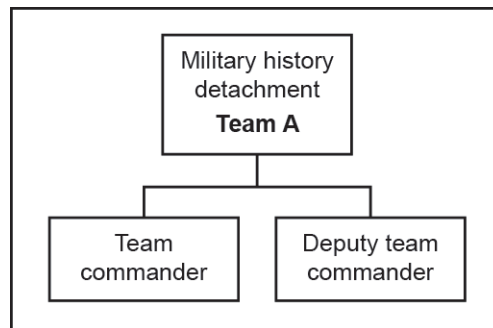 Military history
detachment
Team A
Team
commander
Deputy team
commander